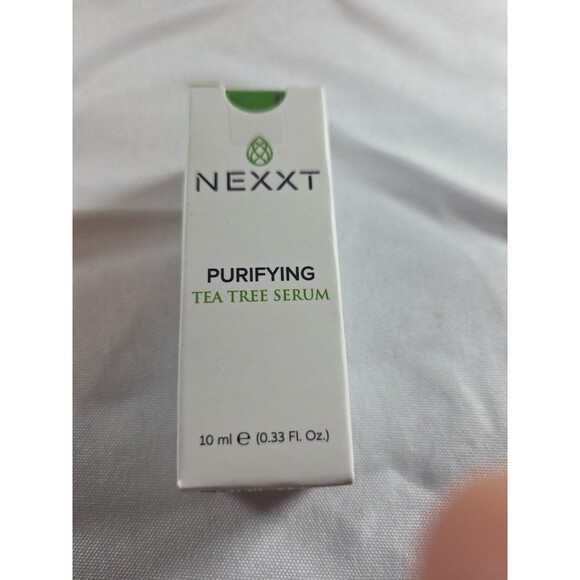 NEXXT
PURIFYING
TEA TREE SERUM
10 ml ℮ (0.33 Fl. Oz.)